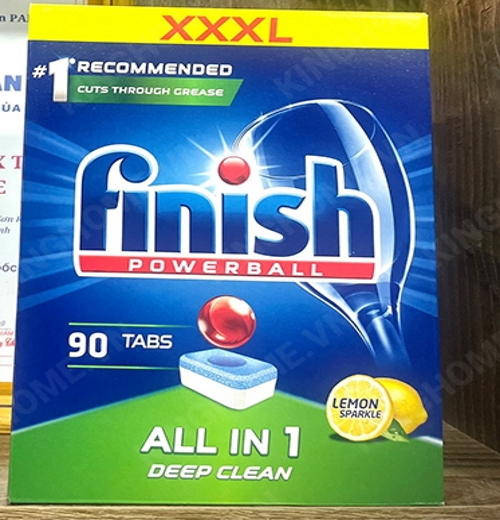 XXXL
#1* RECOMMENDED
CUTS THROUGH GREASE
finish
POWERBALL
90 TABS
LEMON
SPARKLE
ALL IN 1
DEEP CLEAN